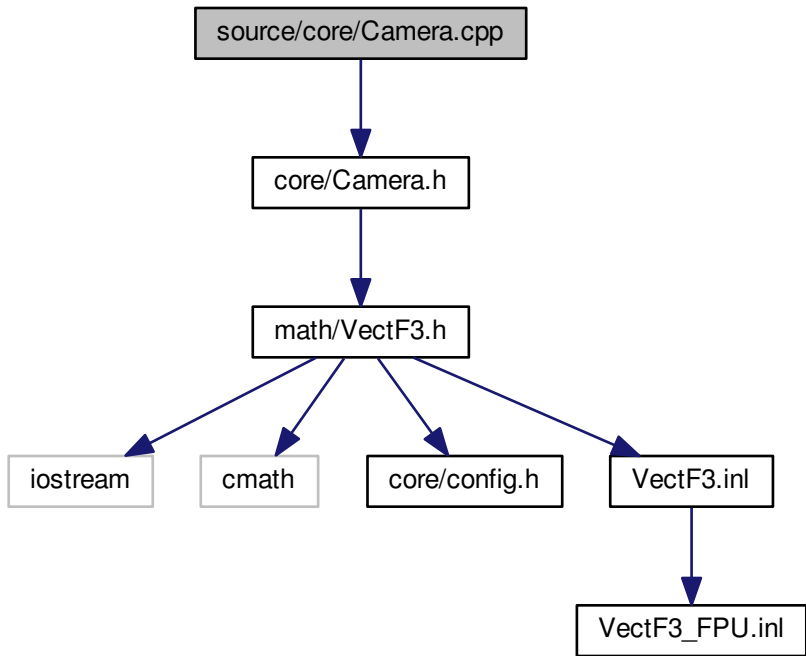 source/core/Camera.cpp
core/Camera.h
math/VectF3.h
iostream
cmath
core/config.h
VectF3.inl
VectF3_FPU.inl